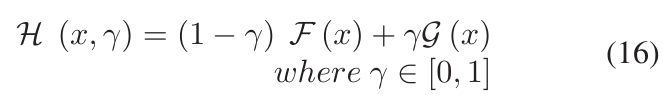 ℋ (x, γ) = (1 − γ) ℱ (x) + γ𝒢 (x)
where γ ∈ [0, 1]
(16)